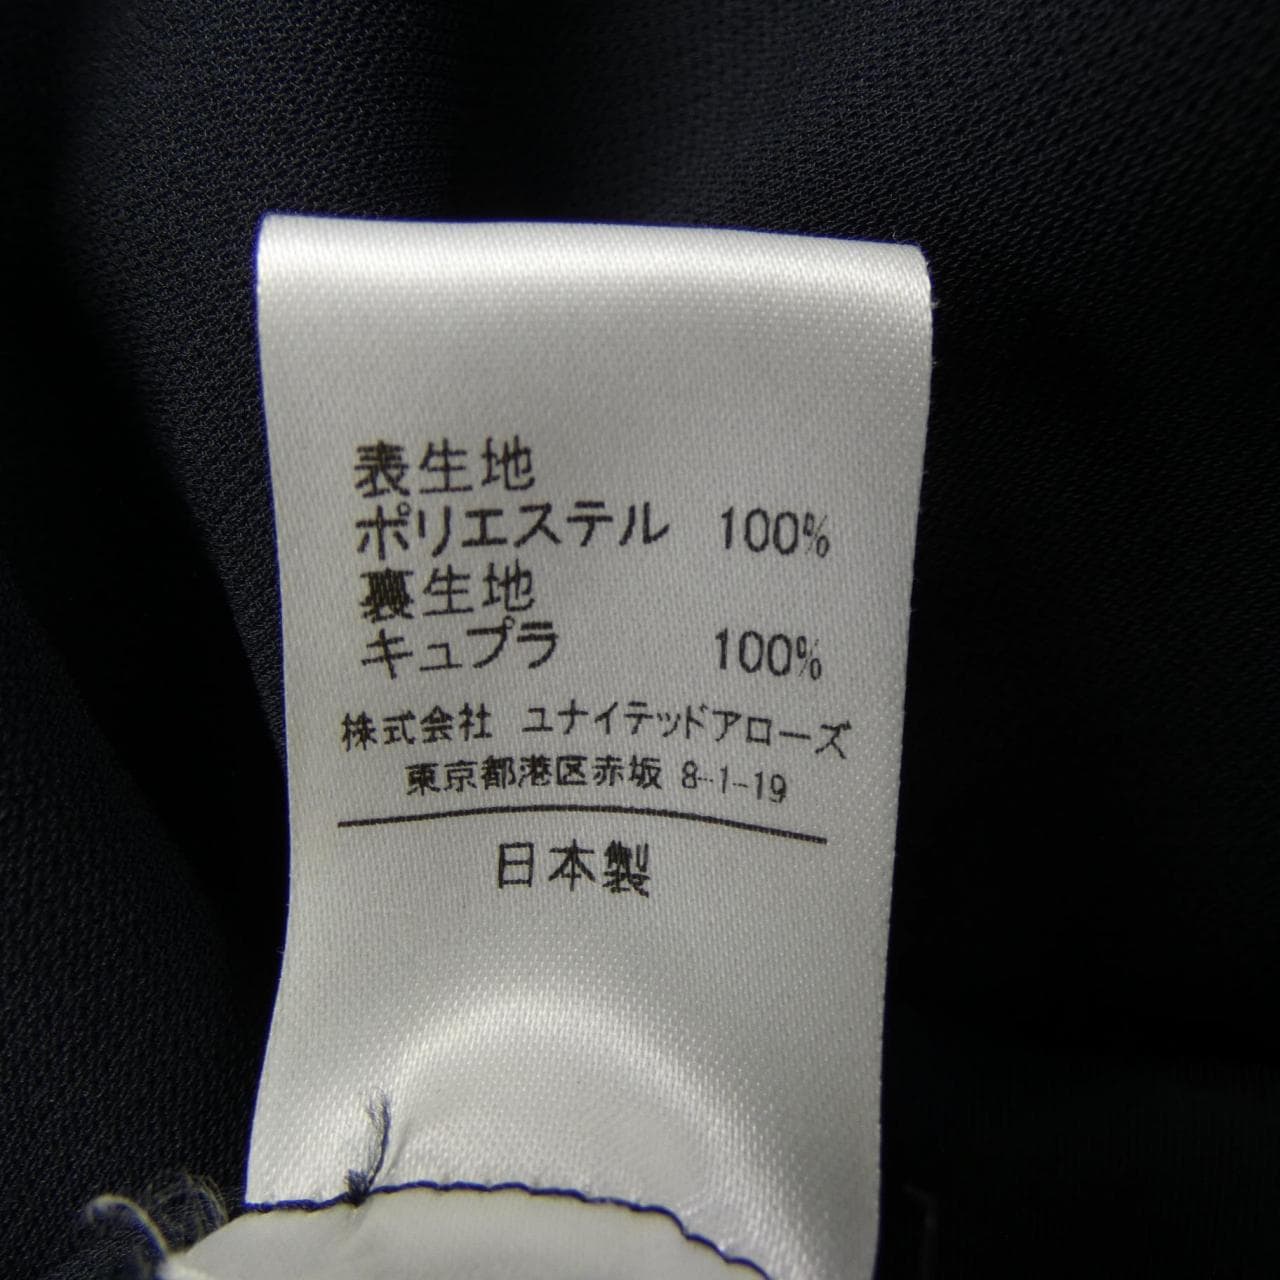 表生地
ポリエステル 100%
裏生地
キュプラ 100%
株式会社 ユナイテッドアローズ
東京都港区赤坂 8-1-19
日本製